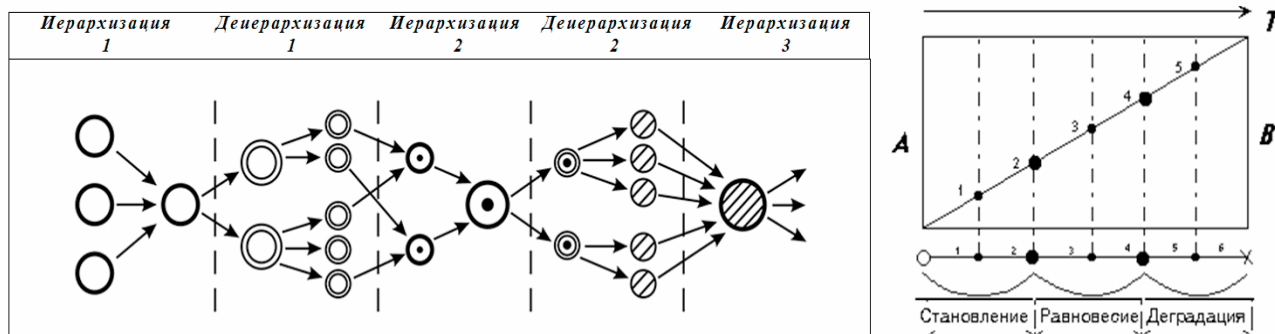 Иерархизация Деиерархизация Иерархизация Деиерархизация Иерархизация
1 1 2 2 3
T
A
B
5
4
3
2
1
1 2 3 4 5 6
Становление Равновесие Деградация